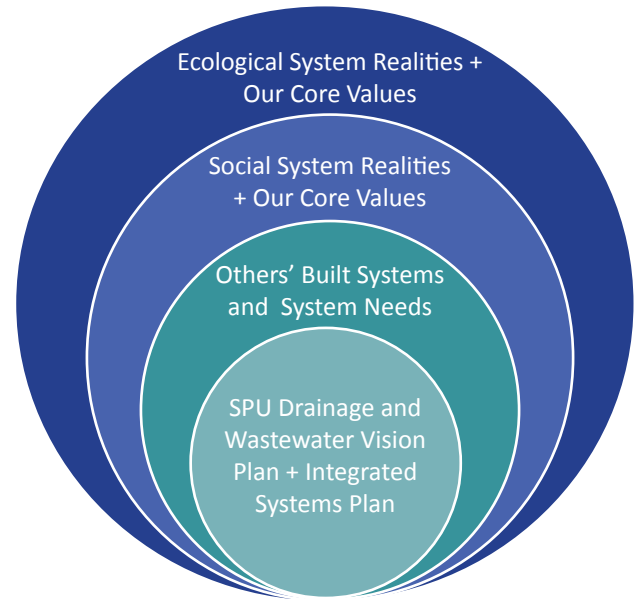 Ecological System Realities +
Our Core Values
Social System Realities
+ Our Core Values
Others' Built Systems
and System Needs
SPU Drainage and
Wastewater Vision
Plan + Integrated
Systems Plan